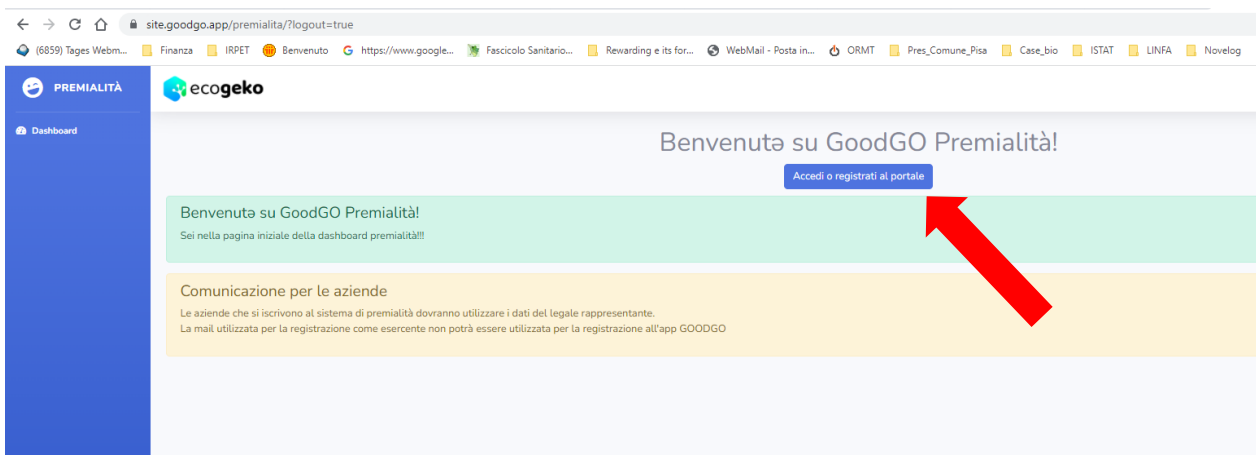 site.goodgo.app/premialita/?logout=true
(6859) Tages Webm... Finanza IRPET Benvenuto https://www.google... Fascicolo Sanitario... Rewarding e its for... WebMail - Posta in... ORMT Pres_Comune_Pisa Case_bio ISTAT LINFA Novelog
PREMIALITÀ
ecogeko
Dashboard
Benvenutə su GoodGO Premialità!
Accedi o registrati al portale
Benvenutə su GoodGO Premialità!
Sei nella pagina iniziale della dashboard premialità!!!
Comunicazione per le aziende
Le aziende che si iscrivono al sistema di premialità dovranno utilizzare i dati del legale rappresentante.
La mail utilizzata per la registrazione come esercente non potrà essere utilizzata per la registrazione all'app GOODGO